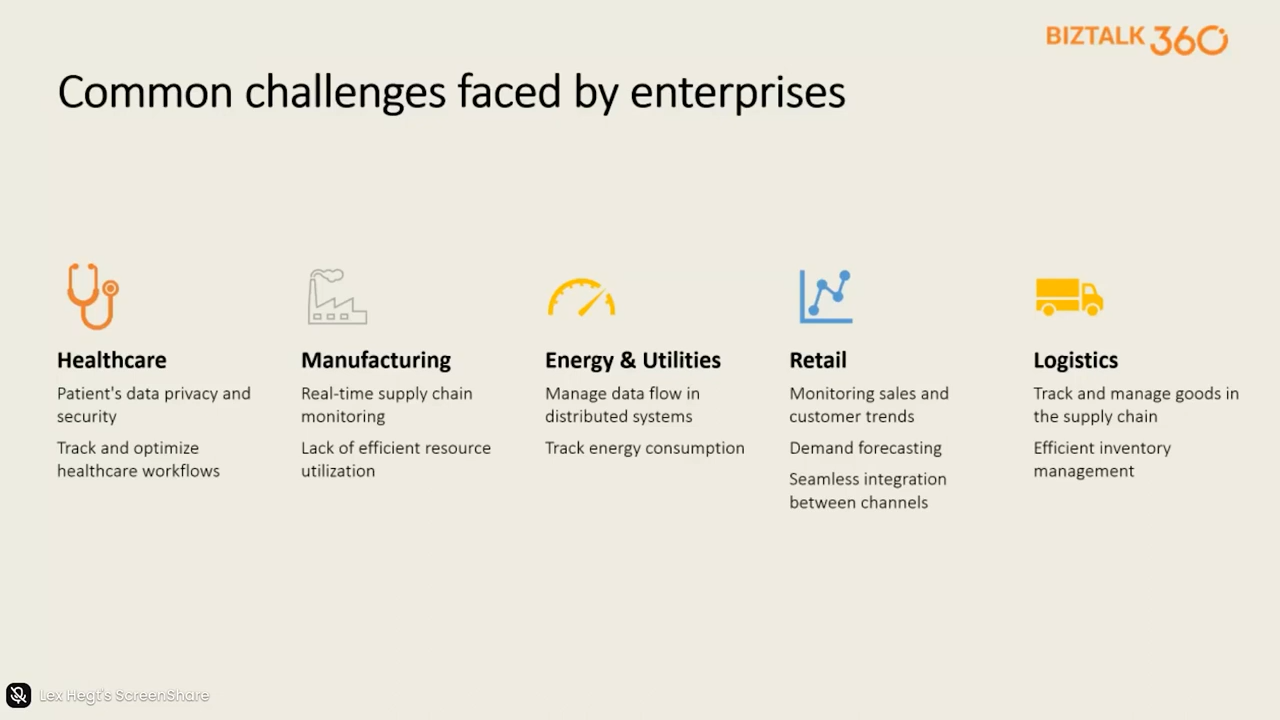 BIZTALK 360
Common challenges faced by enterprises
Healthcare
Patient's data privacy and
security
Track and optimize
healthcare workflows
Manufacturing
Real-time supply chain
monitoring
Lack of efficient resource
utilization
Energy & Utilities
Manage data flow in
distributed systems
Track energy consumption
Retail
Monitoring sales and
customer trends
Demand forecasting
Seamless integration
between channels
Logistics
Track and manage goods in
the supply chain
Efficient inventory
management
Lex Hegt's ScreenShare